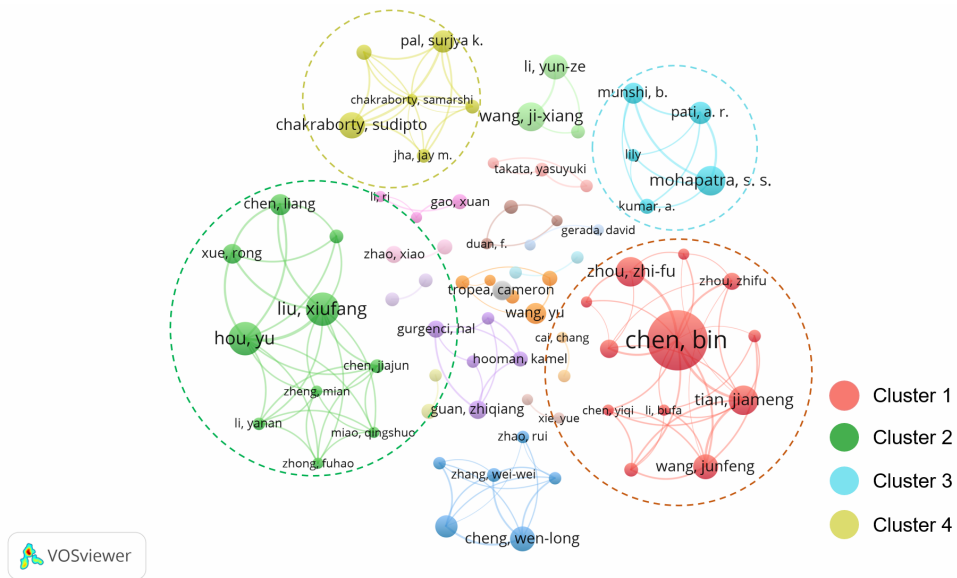 pal, surjya k.
chakraborty, samarshi
chakraborty, sudipto
jha, jay m.
li, yun-ze
wang, ji-xiang
munshi, b.
pati, a. r.
lily
mohapatra, s. s.
kumar, a.
takata, yasuyuki
li, ri
gao, xuan
duan, f.
gerada, david
zhao, xiao
chen, liang
xue, rong
liu, xiufang
hou, yu
chen, jiajun
zheng, mian
li, yanan
miao, qingshuo
zhong, fuhao
tropea, cameron
wang, yu
gurgenci, hal
hooman, kamel
guan, zhiqiang
cai, chang
xie, yue
zhou, zhi-fu
zhou, zhifu
chen, bin
tian, jiameng
chen, yiqi
li, bufa
wang, junfeng
zhao, rui
zhang, wei-wei
cheng, wen-long
Cluster 1
Cluster 2
Cluster 3
Cluster 4
VOSviewer